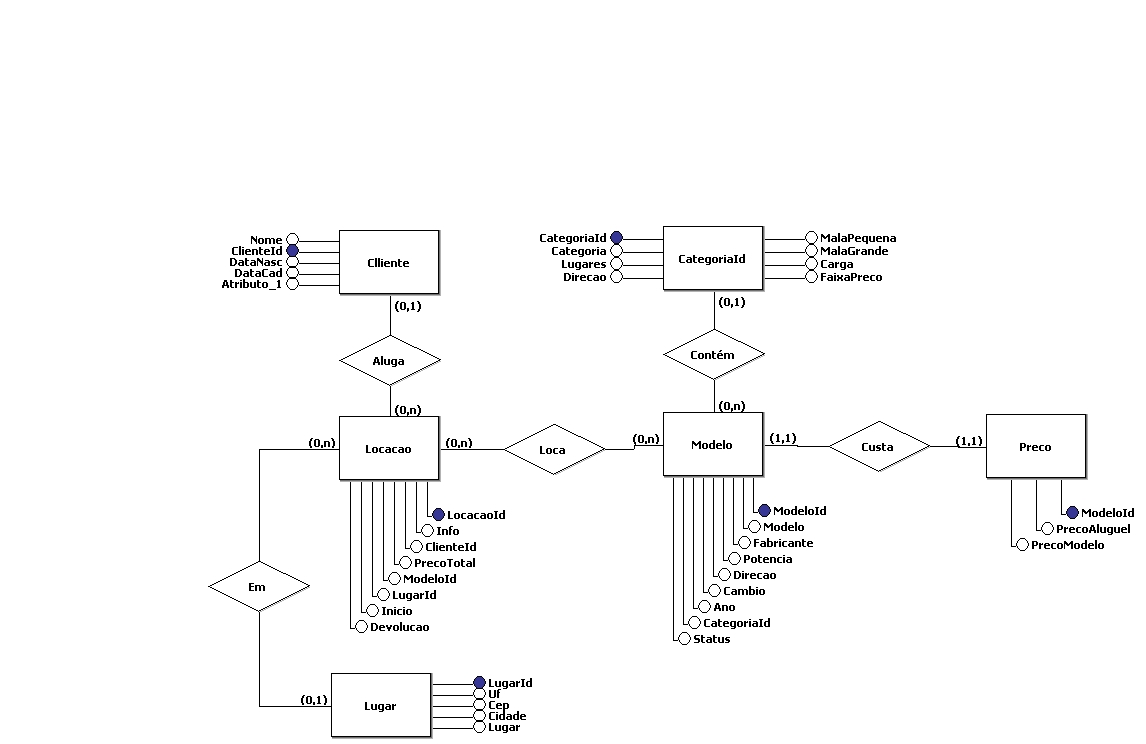 Nome
ClienteId
DataNasc
DataCad
Atributo_1
Clliente
(0,1)
Aluga
(0,n)
CategoriaId
Categoria
Lugares
Direcao
CategoriaId
MalaPequena
MalaGrande
Carga
FaixaPreco
(0,1)
Contém
(0,n)
(0,n)
Locacao
(0,n)
Loca
(0,n)
Modelo
(1,1)
Custa
(1,1)
Preco
LocacaoId
Info
ClienteId
PrecoTotal
ModeloId
LugarId
Inicio
Devolucao
ModeloId
Modelo
Fabricante
Potencia
Direcao
Cambio
Ano
CategoriaId
Status
ModeloId
PrecoAluguel
PrecoModelo
Em
(0,1)
Lugar
LugarId
Uf
Cep
Cidade
Lugar